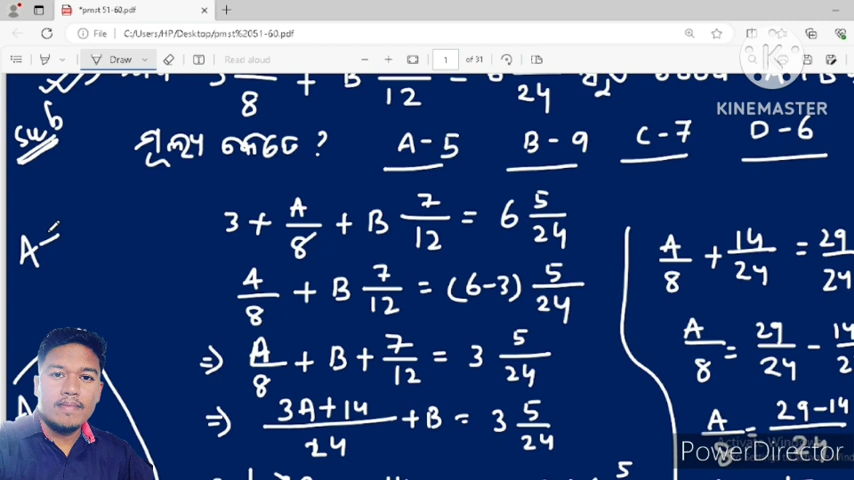 *pmst 51-60.pdf
File C:/Users/HP/Desktop/pmst%2051-60.pdf
Draw Read aloud 1 of 31
KINEMASTER
8 + B 12 = 24
Sub
ମୂଲ୍ୟ କେତେ ? A-5 B-9 C-7 D-6
3 + A/8 + B 7/12 = 6 5/24
A/8 + B 7/12 = (6-3) 5/24
⇒ A/8 + B + 7/12 = 3 5/24
⇒ (3A+14)/24 + B = 3 5/24
A=
A/8 + 14/24 = 29/24
A/8 = 29/24 - 14/2
A/8 = (29-14)/24
PowerDirector